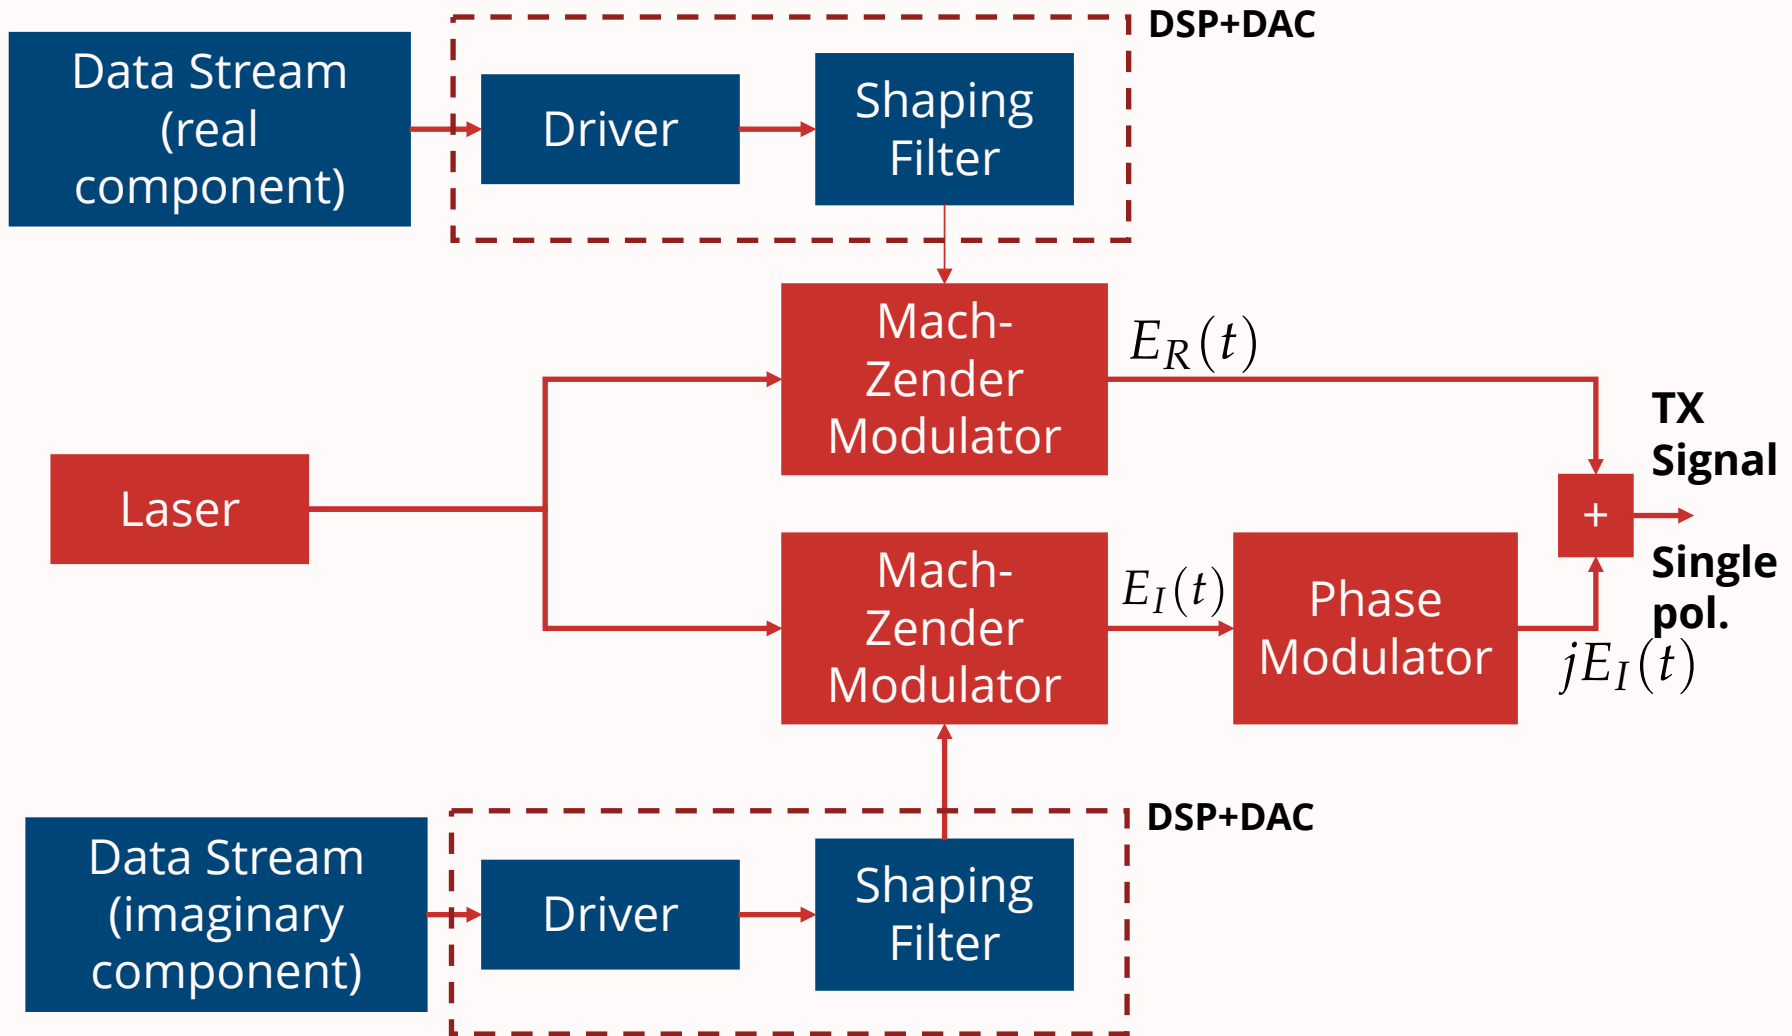 DSP+DAC
Data Stream
(real
component)
Driver
Shaping
Filter
Mach-
Zender
Modulator
E_R(t)
TX
Signal
Laser
+
Mach-
Zender
Modulator
E_I(t)
Phase
Modulator
Single
pol.
jE_I(t)
DSP+DAC
Data Stream
(imaginary
component)
Driver
Shaping
Filter